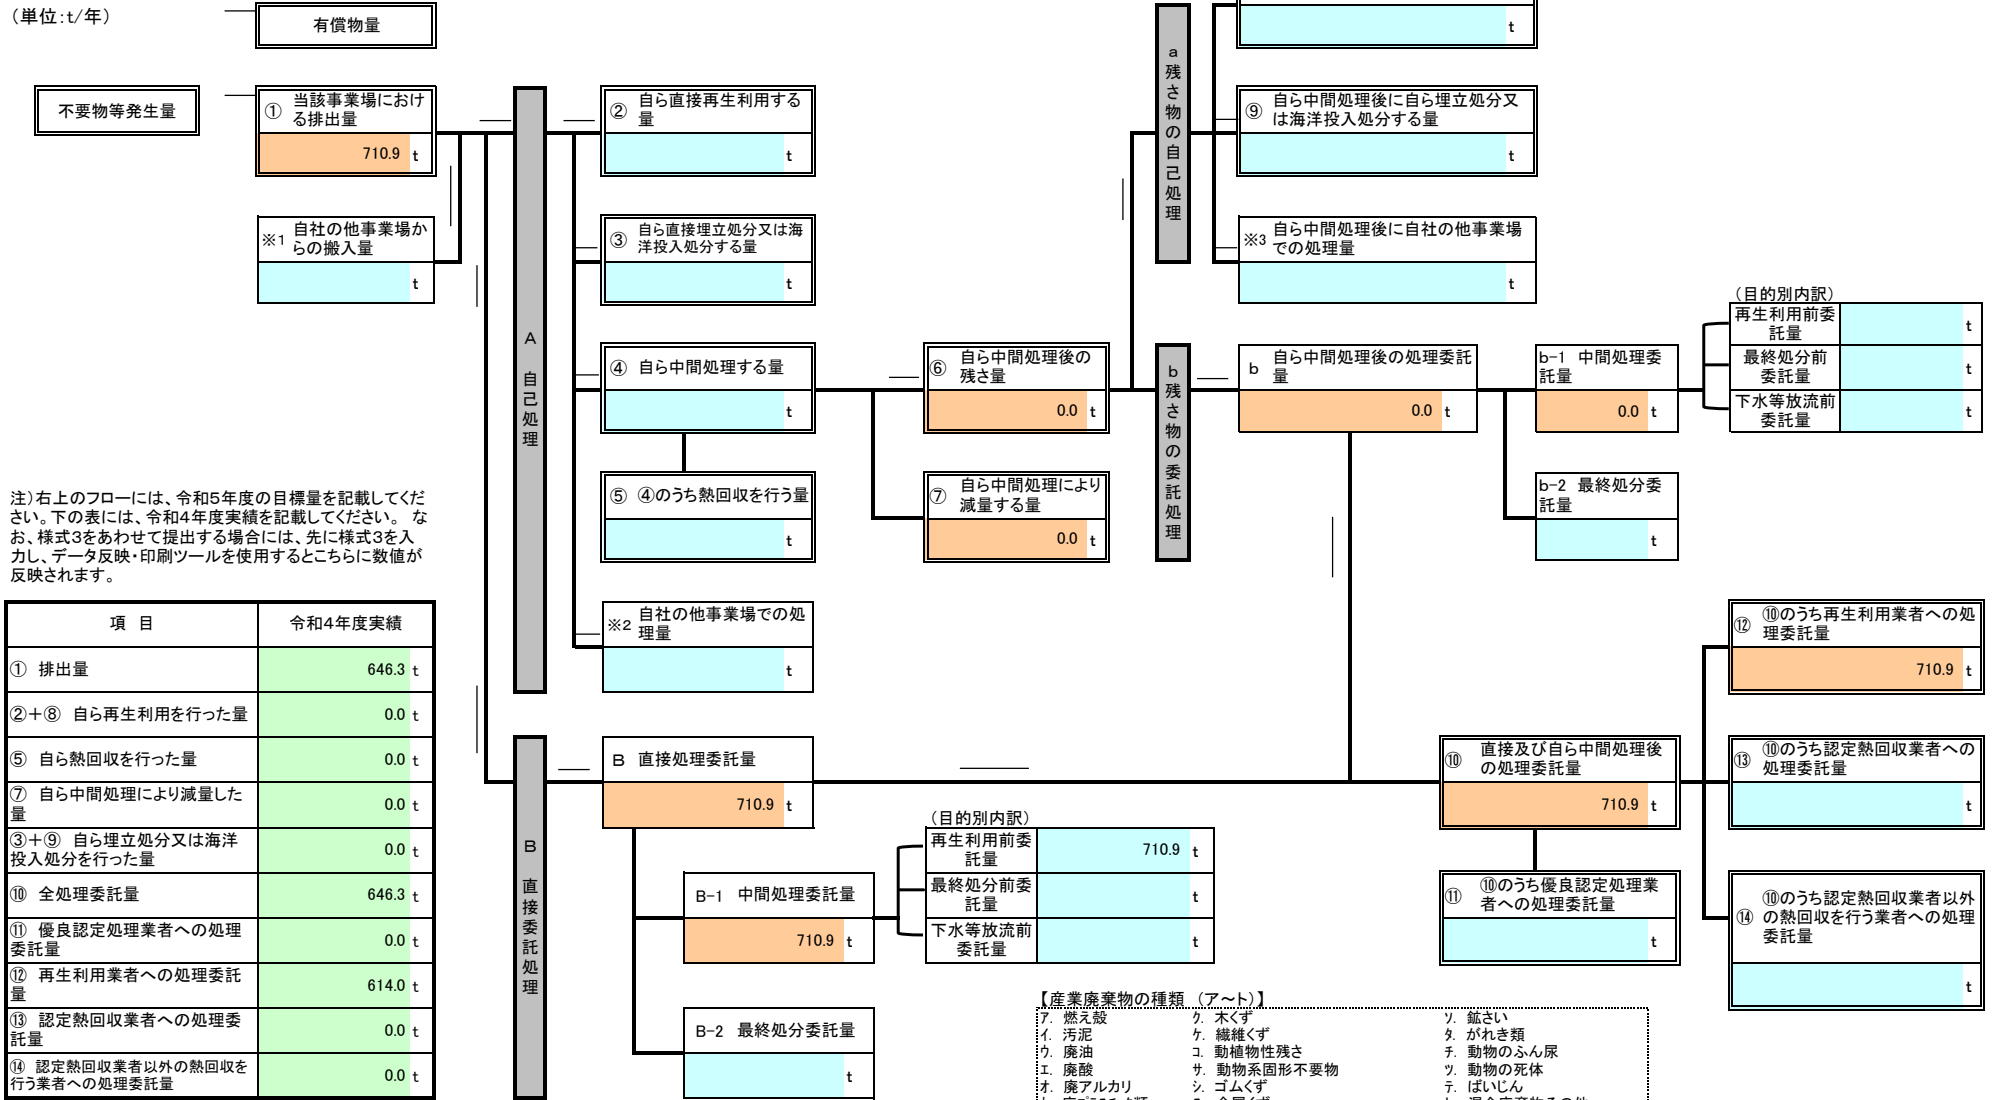 （単位:t/年）
有償物量
不要物等発生量
①
当該事業場におけ
る排出量
710.9 t
※1
自社の他事業場か
らの搬入量
t
A 自己処理
②
自ら直接再生利用する
量
t
③
自ら直接埋立処分又は海
洋投入処分する量
t
④ 自ら中間処理する量
t
⑤ ④のうち熱回収を行う量
t
※2
自社の他事業場での処
理量
t
⑥
自ら中間処理後の
残さ量
0.0 t
⑦
自ら中間処理により
減量する量
0.0 t
a 残さ物の自己処理
t
⑨
自ら中間処理後に自ら埋立処分又
は海洋投入処分する量
t
※3
自ら中間処理後に自社の他事業場
での処理量
t
b 残さ物の委託処理
b
自ら中間処理後の処理委託
量
0.0 t
b-1 中間処理委
託量
0.0 t
b-2 最終処分委
託量
t
（目的別内訳）
再生利用前委
託量
t
最終処分前
委託量
t
下水等放流前
委託量
t
注）右上のフローには、令和5年度の目標量を記載してくだ
さい。下の表には、令和4年度実績を記載してください。 な
お、様式3をあわせて提出する場合には、先に様式3を入
力し、データ反映・印刷ツールを使用するとこちらに数値が
反映されます。
項 目 令和4年度実績
① 排出量 646.3 t
②＋⑧ 自ら再生利用を行った量 0.0 t
⑤ 自ら熱回収を行った量 0.0 t
⑦ 自ら中間処理により減量した
量 0.0 t
③＋⑨ 自ら埋立処分又は海洋
投入処分を行った量 0.0 t
⑩ 全処理委託量 646.3 t
⑪ 優良認定処理業者への処理
委託量 0.0 t
⑫ 再生利用業者への処理委託
量 614.0 t
⑬ 認定熱回収業者への処理委
託量 0.0 t
⑭ 認定熱回収業者以外の熱回収を
行う業者への処理委託量 0.0 t
B 直接委託処理
B 直接処理委託量
710.9 t
B-1 中間処理委託量
710.9 t
B-2 最終処分委託量
t
（目的別内訳）
再生利用前委
託量
710.9 t
最終処分前委
託量
t
下水等放流前
委託量
t
⑩
直接及び自ら中間処理後
の処理委託量
710.9 t
⑪
⑩のうち優良認定処理業
者への処理委託量
t
⑫
⑩のうち再生利用業者への処
理委託量
710.9 t
⑬
⑩のうち認定熱回収業者への
処理委託量
t
⑭
⑩のうち認定熱回収業者以外
の熱回収を行う業者への処理
委託量
t
【産業廃棄物の種類 （ア～ト）】
ア. 燃え殻 ク. 木くず ソ. 鉱さい
イ. 汚泥 ケ. 繊維くず タ. がれき類
ウ. 廃油 コ. 動植物性残さ チ. 動物のふん尿
エ. 廃酸 サ. 動物系固形不要物 ツ. 動物の死体
オ. 廃アルカリ シ. ゴムくず テ. ばいじん